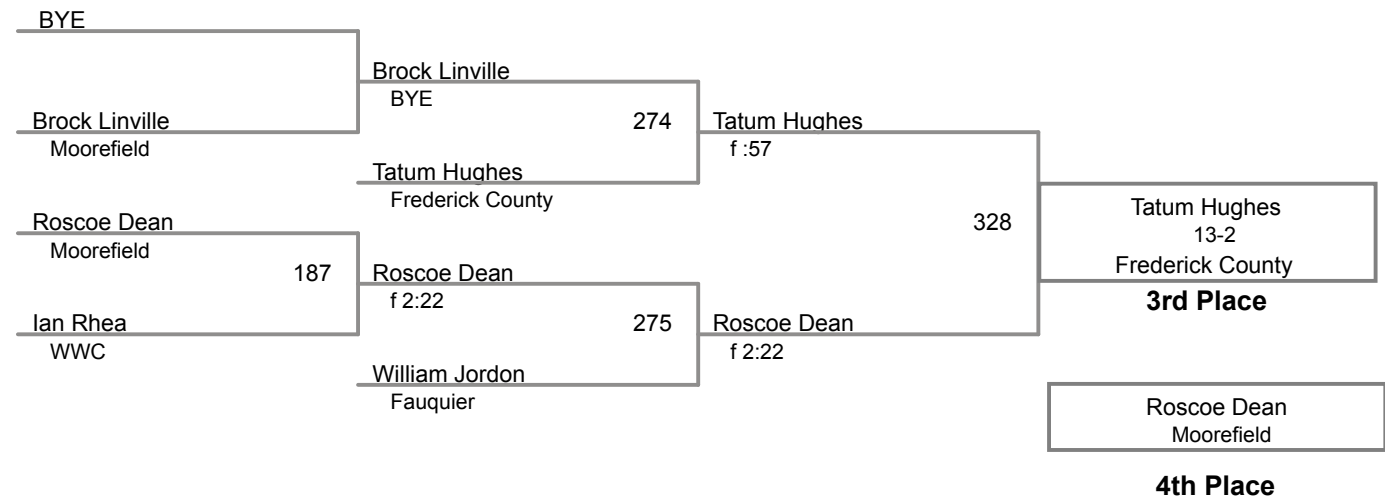 BYE
Brock Linville
BYE
Brock Linville
Moorefield
274
Tatum Hughes
f :57
Tatum Hughes
Frederick County
Roscoe Dean
Moorefield
187
Roscoe Dean
f 2:22
Ian Rhea
WWC
275
Roscoe Dean
f 2:22
William Jordon
Fauquier
328
Tatum Hughes
13-2
Frederick County
3rd Place
Roscoe Dean
Moorefield
4th Place